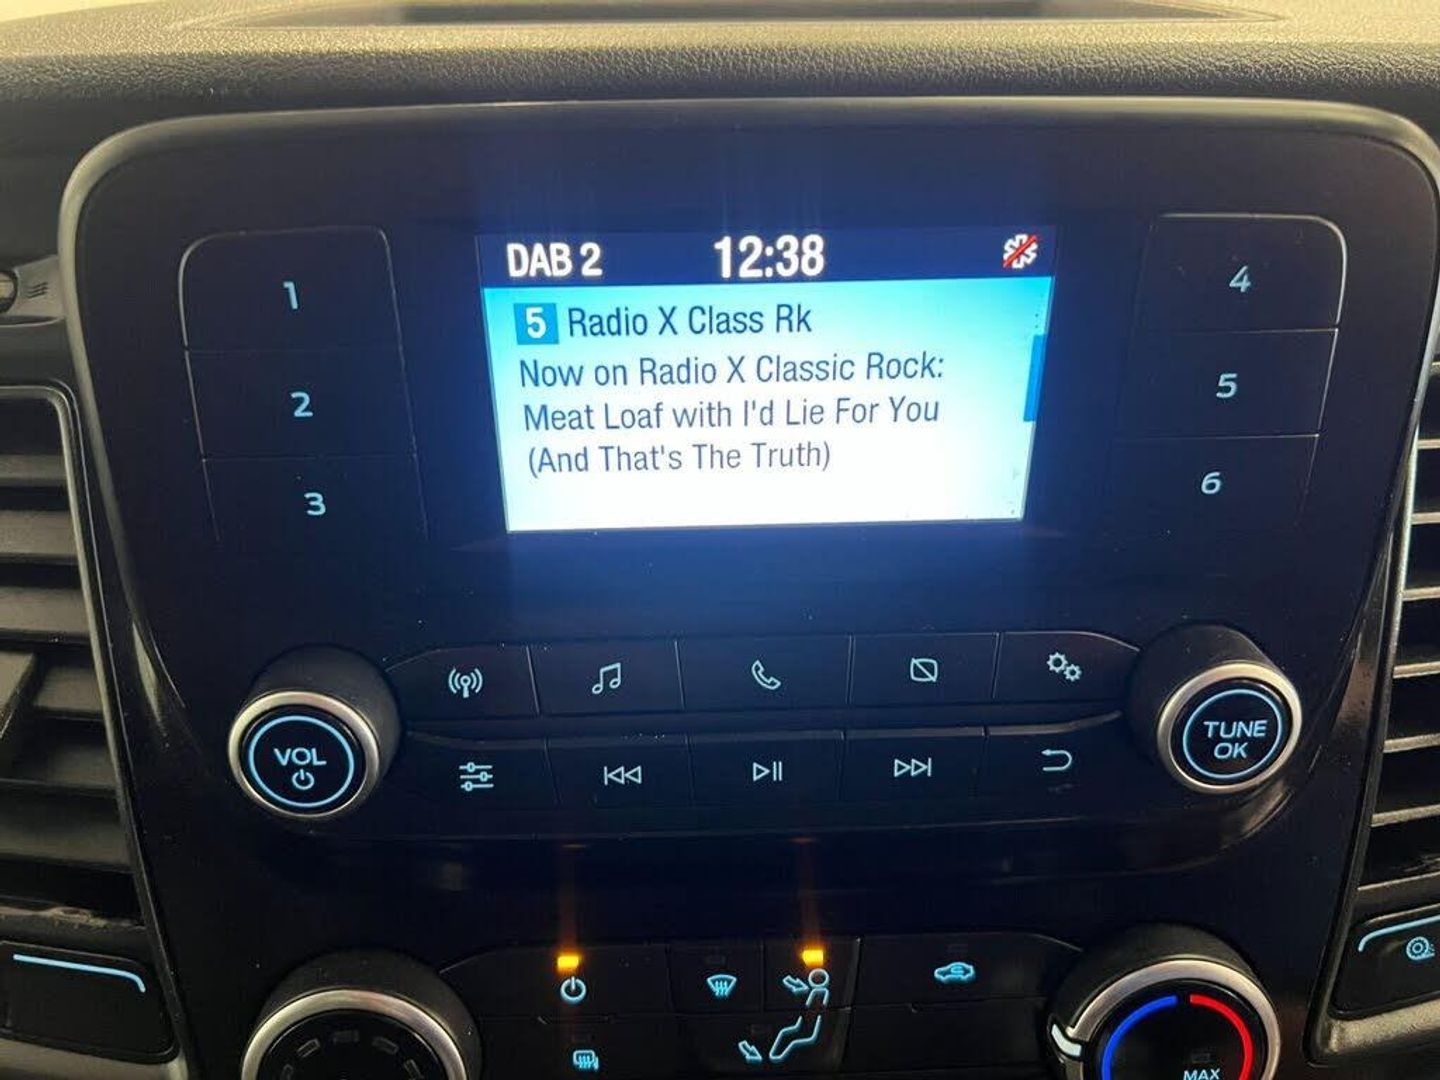 DAB 2 12:38
5 Radio X Class Rk
Now on Radio X Classic Rock:
Meat Loaf with I'd Lie For You
(And That's The Truth)
1
2
3
4
5
6
VOL
TUNE
OK
MAX